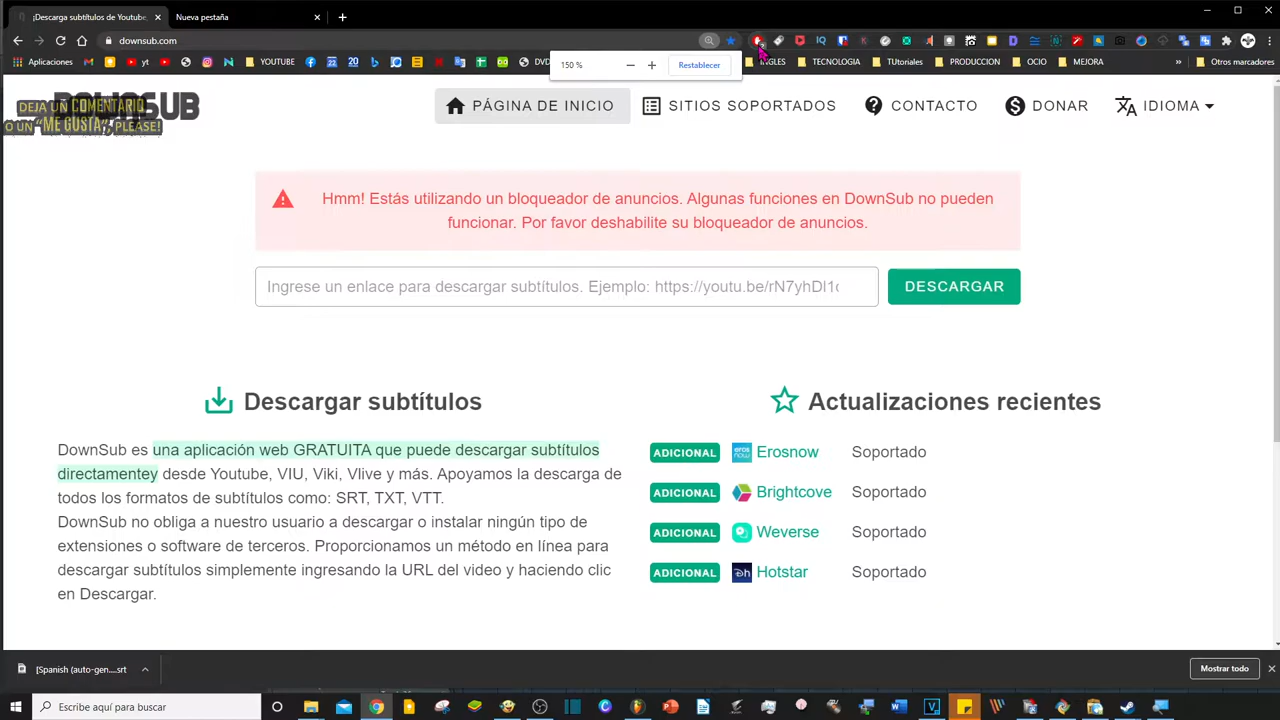 ¡Descarga subtítulos de Youtube,
Nueva pestaña
downsub.com
Aplicaciones
M
YOUTUBE
DVD
INGLES
TECNOLOGIA
TUtoriales
PRODUCCION
OCIO
MEJORA
»
Otros marcadores
150 %
Restablecer
DOWNSUB
DEJA UN COMENTARIO
O UN "ME GUSTA", PLEASE!
PÁGINA DE INICIO
SITIOS SOPORTADOS
CONTACTO
DONAR
IDIOMA
Hmm! Estás utilizando un bloqueador de anuncios. Algunas funciones en DownSub no pueden
funcionar. Por favor deshabilite su bloqueador de anuncios.
Ingrese un enlace para descargar subtítulos. Ejemplo: https://youtu.be/rN7yhDl1
DESCARGAR
Descargar subtítulos
DownSub es una aplicación web GRATUITA que puede descargar subtítulos
directamentey desde Youtube, VIU, Viki, Vlive y más. Apoyamos la descarga de
todos los formatos de subtítulos como: SRT, TXT, VTT.
DownSub no obliga a nuestro usuario a descargar o instalar ningún tipo de
extensiones o software de terceros. Proporcionamos un método en línea para
descargar subtítulos simplemente ingresando la URL del video y haciendo clic
en Descargar.
Actualizaciones recientes
ADICIONAL Erosnow Soportado
ADICIONAL Brightcove Soportado
ADICIONAL Weverse Soportado
ADICIONAL Hotstar Soportado
[Spanish (auto-gen....srt
Mostrar todo
Escribe aquí para buscar